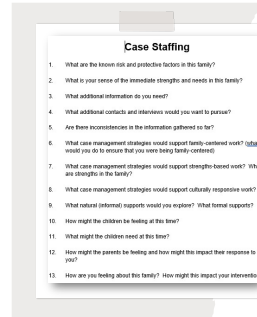 Case Staffing
1. What are the known risk and protective factors in this family?
2. What is your sense of the immediate strengths and needs in this family?
3. What additional information do you need?
4. What additional contacts and interviews would you want to pursue?
5. Are there inconsistencies in the information gathered so far?
6. What case management strategies would support family-centered work? (wha
would you do to ensure that you were being family-centered)
7. What case management strategies would support strengths-based work? Wh
are strengths in the family?
8. What case management strategies would support culturally responsive work?
9. What natural (informal) supports would you explore? What formal supports?
10. How might the children be feeling at this time?
11. What might the children need at this time?
12. How might the parents be feeling and how might this impact their response to
you?
13. How are you feeling about this family? How might this impact your interventio